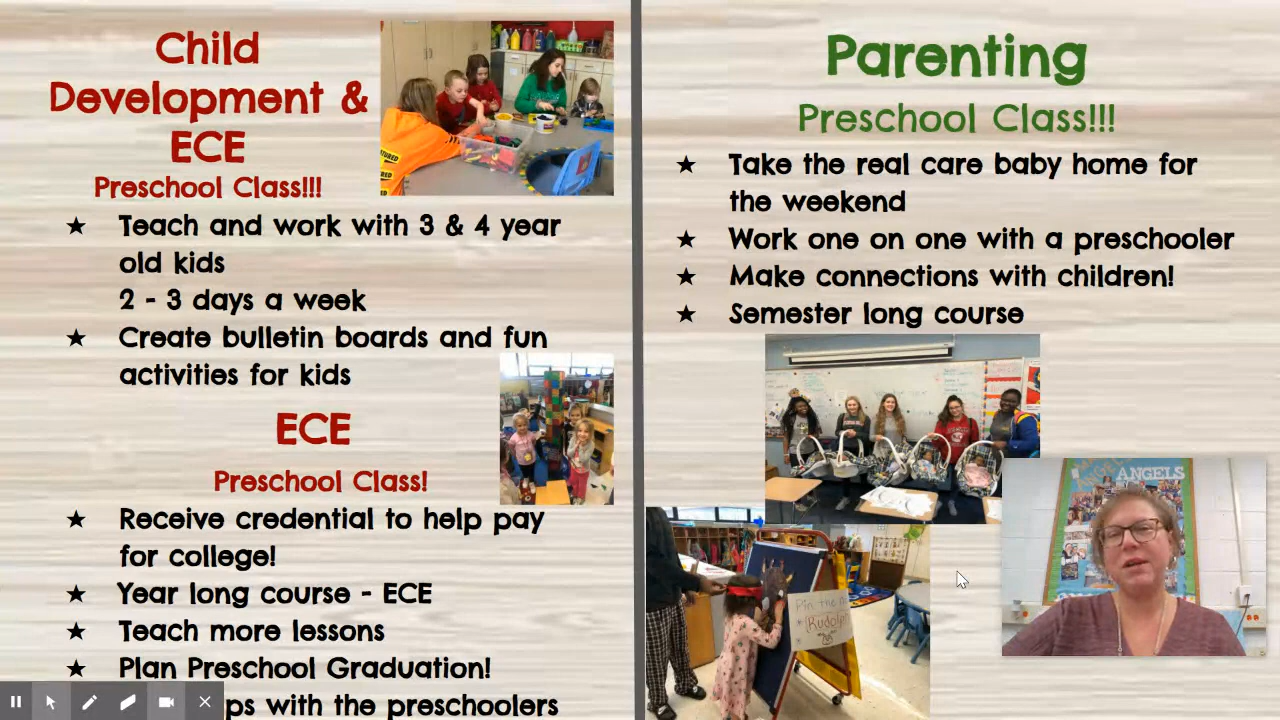 Child
Development &
ECE
Preschool Class!!!
★ Teach and work with 3 & 4 year
old kids
2 - 3 days a week
★ Create bulletin boards and fun
activities for kids
ECE
Preschool Class!
★ Receive credential to help pay
for college!
★ Year long course - ECE
★ Teach more lessons
★ Plan Preschool Graduation!
ps with the preschoolers
Parenting
Preschool Class!!!
★ Take the real care baby home for
the weekend
★ Work one on one with a preschooler
★ Make connections with children!
★ Semester long course
ANGELS
Pin the
Rudolph